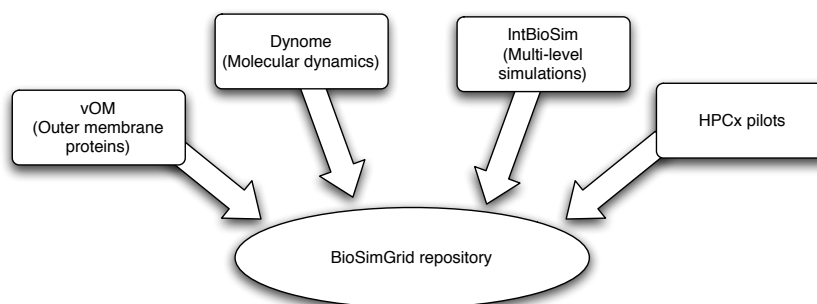 vOM
(Outer membrane
proteins)
Dynome
(Molecular dynamics)
IntBioSim
(Multi-level
simulations)
HPCx pilots
BioSimGrid repository